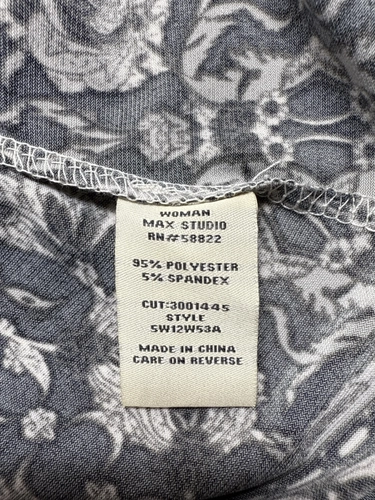 WOMAN
MAX STUDIO
RN#58822
95% POLYESTER
5% SPANDEX
CUT:3001445
STYLE
5W12W53A
MADE IN CHINA
CARE ON REVERSE